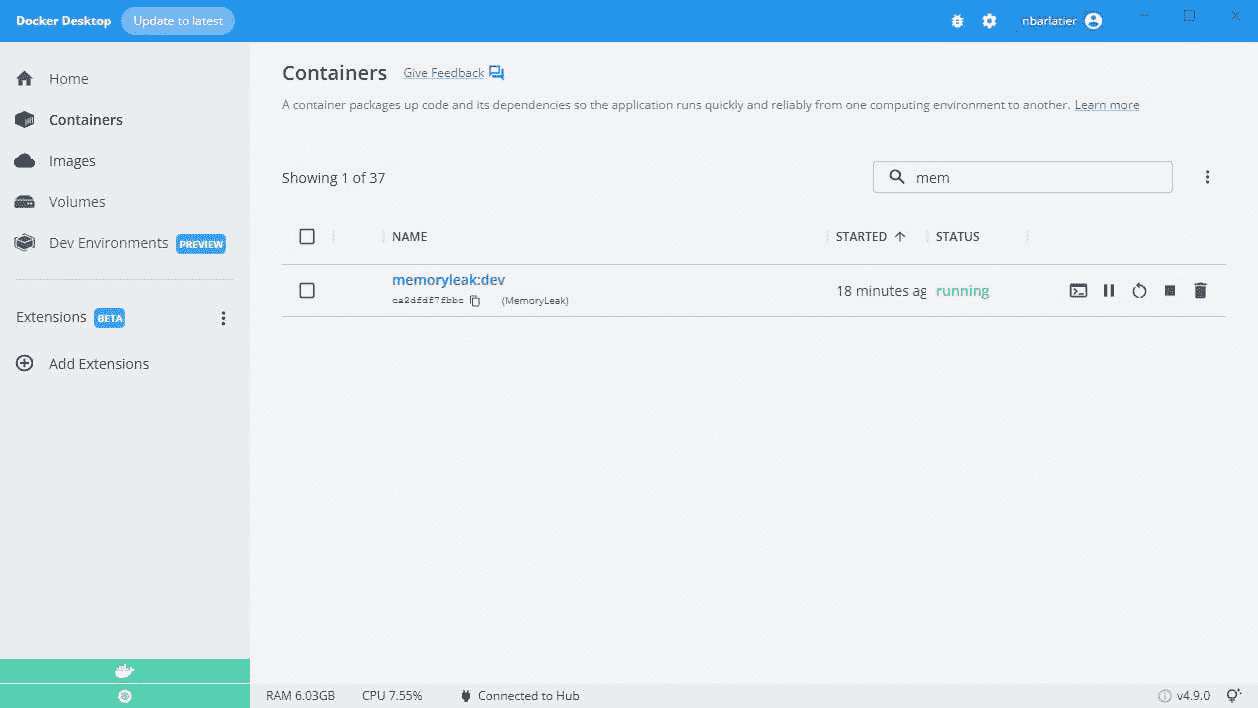 Docker Desktop Update to latest nbarlatier
Home
Containers
Images
Volumes
Dev Environments PREVIEW
Extensions BETA
Add Extensions
Containers Give Feedback
A container packages up code and its dependencies so the application runs quickly and reliably from one computing environment to another. Learn more
Showing 1 of 37 mem
NAME STARTED STATUS
memoryleak:dev
18 minutes ag running
(MemoryLeak)
RAM 6.03GB CPU 7.55% Connected to Hub v4.9.0